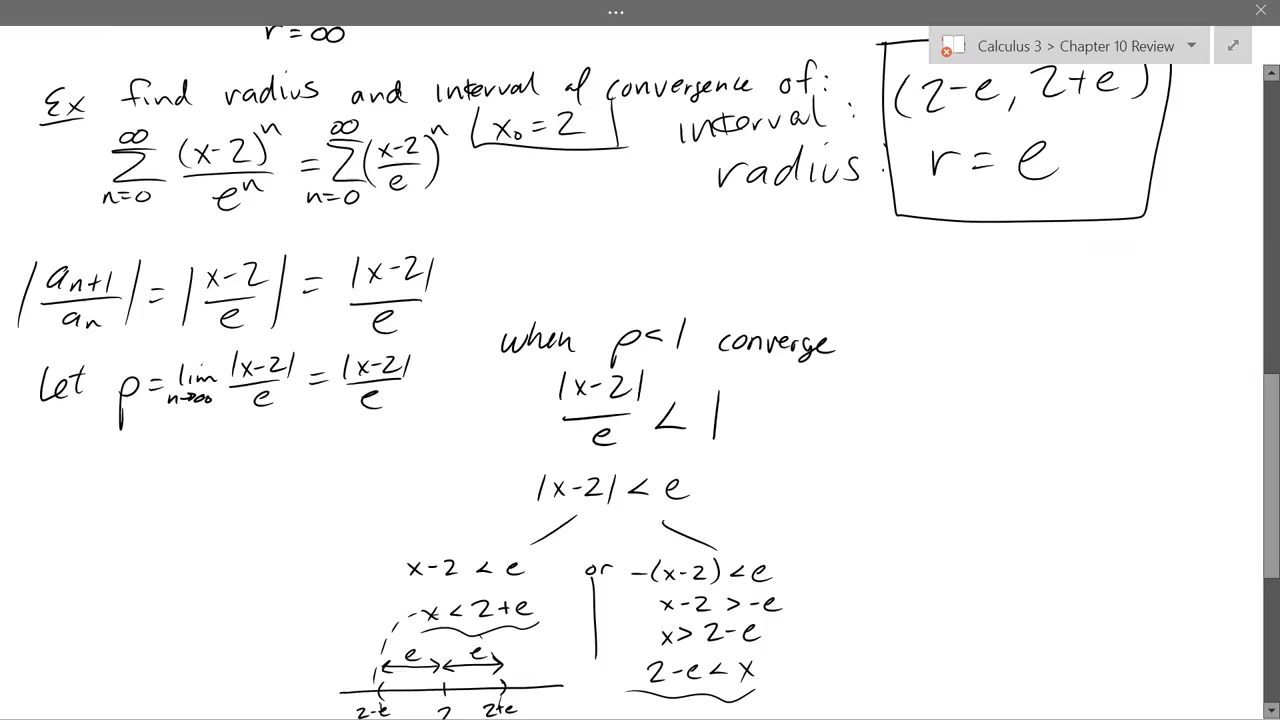 r = ∞
Calculus 3 > Chapter 10 Review
Ex find radius and interval of convergence of:
∞ ∑ n=0 (x-2)^n / e^n = ∞ ∑ n=0 ((x-2)/e)^n
x₀ = 2
interval: (2-e, 2+e)
radius: r = e
|a_{n+1} / a_n| = |(x-2)/e| = |x-2|/e
Let ρ = lim n→∞ |x-2|/e = |x-2|/e
when ρ < 1 converge
|x-2|/e < 1
|x-2| < e
x-2 < e or -(x-2) < e
x < 2+e
x-2 > -e
x > 2-e
2-e < x
e e
2-e 2 2+e